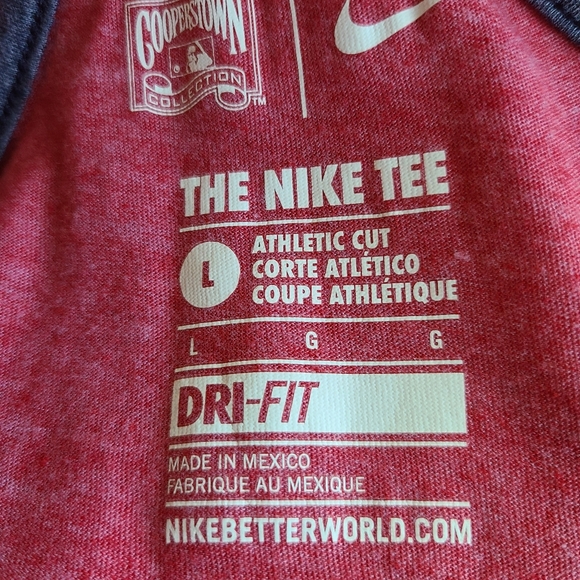 COOPERSTOWN
COLLECTION
TM
THE NIKE TEE
L
ATHLETIC CUT
CORTE ATLÉTICO
COUPE ATHLÉTIQUE
L G G
DRI-FIT
MADE IN MEXICO
FABRIQUE AU MEXIQUE
NIKEBETTERWORLD.COM